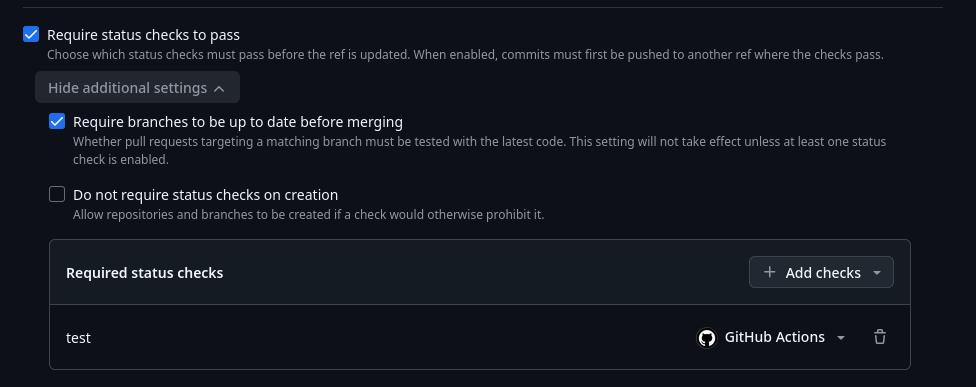 Require status checks to pass
Choose which status checks must pass before the ref is updated. When enabled, commits must first be pushed to another ref where the checks pass.
Hide additional settings
Require branches to be up to date before merging
Whether pull requests targeting a matching branch must be tested with the latest code. This setting will not take effect unless at least one status
check is enabled.
Do not require status checks on creation
Allow repositories and branches to be created if a check would otherwise prohibit it.
Required status checks
Add checks
test
GitHub Actions